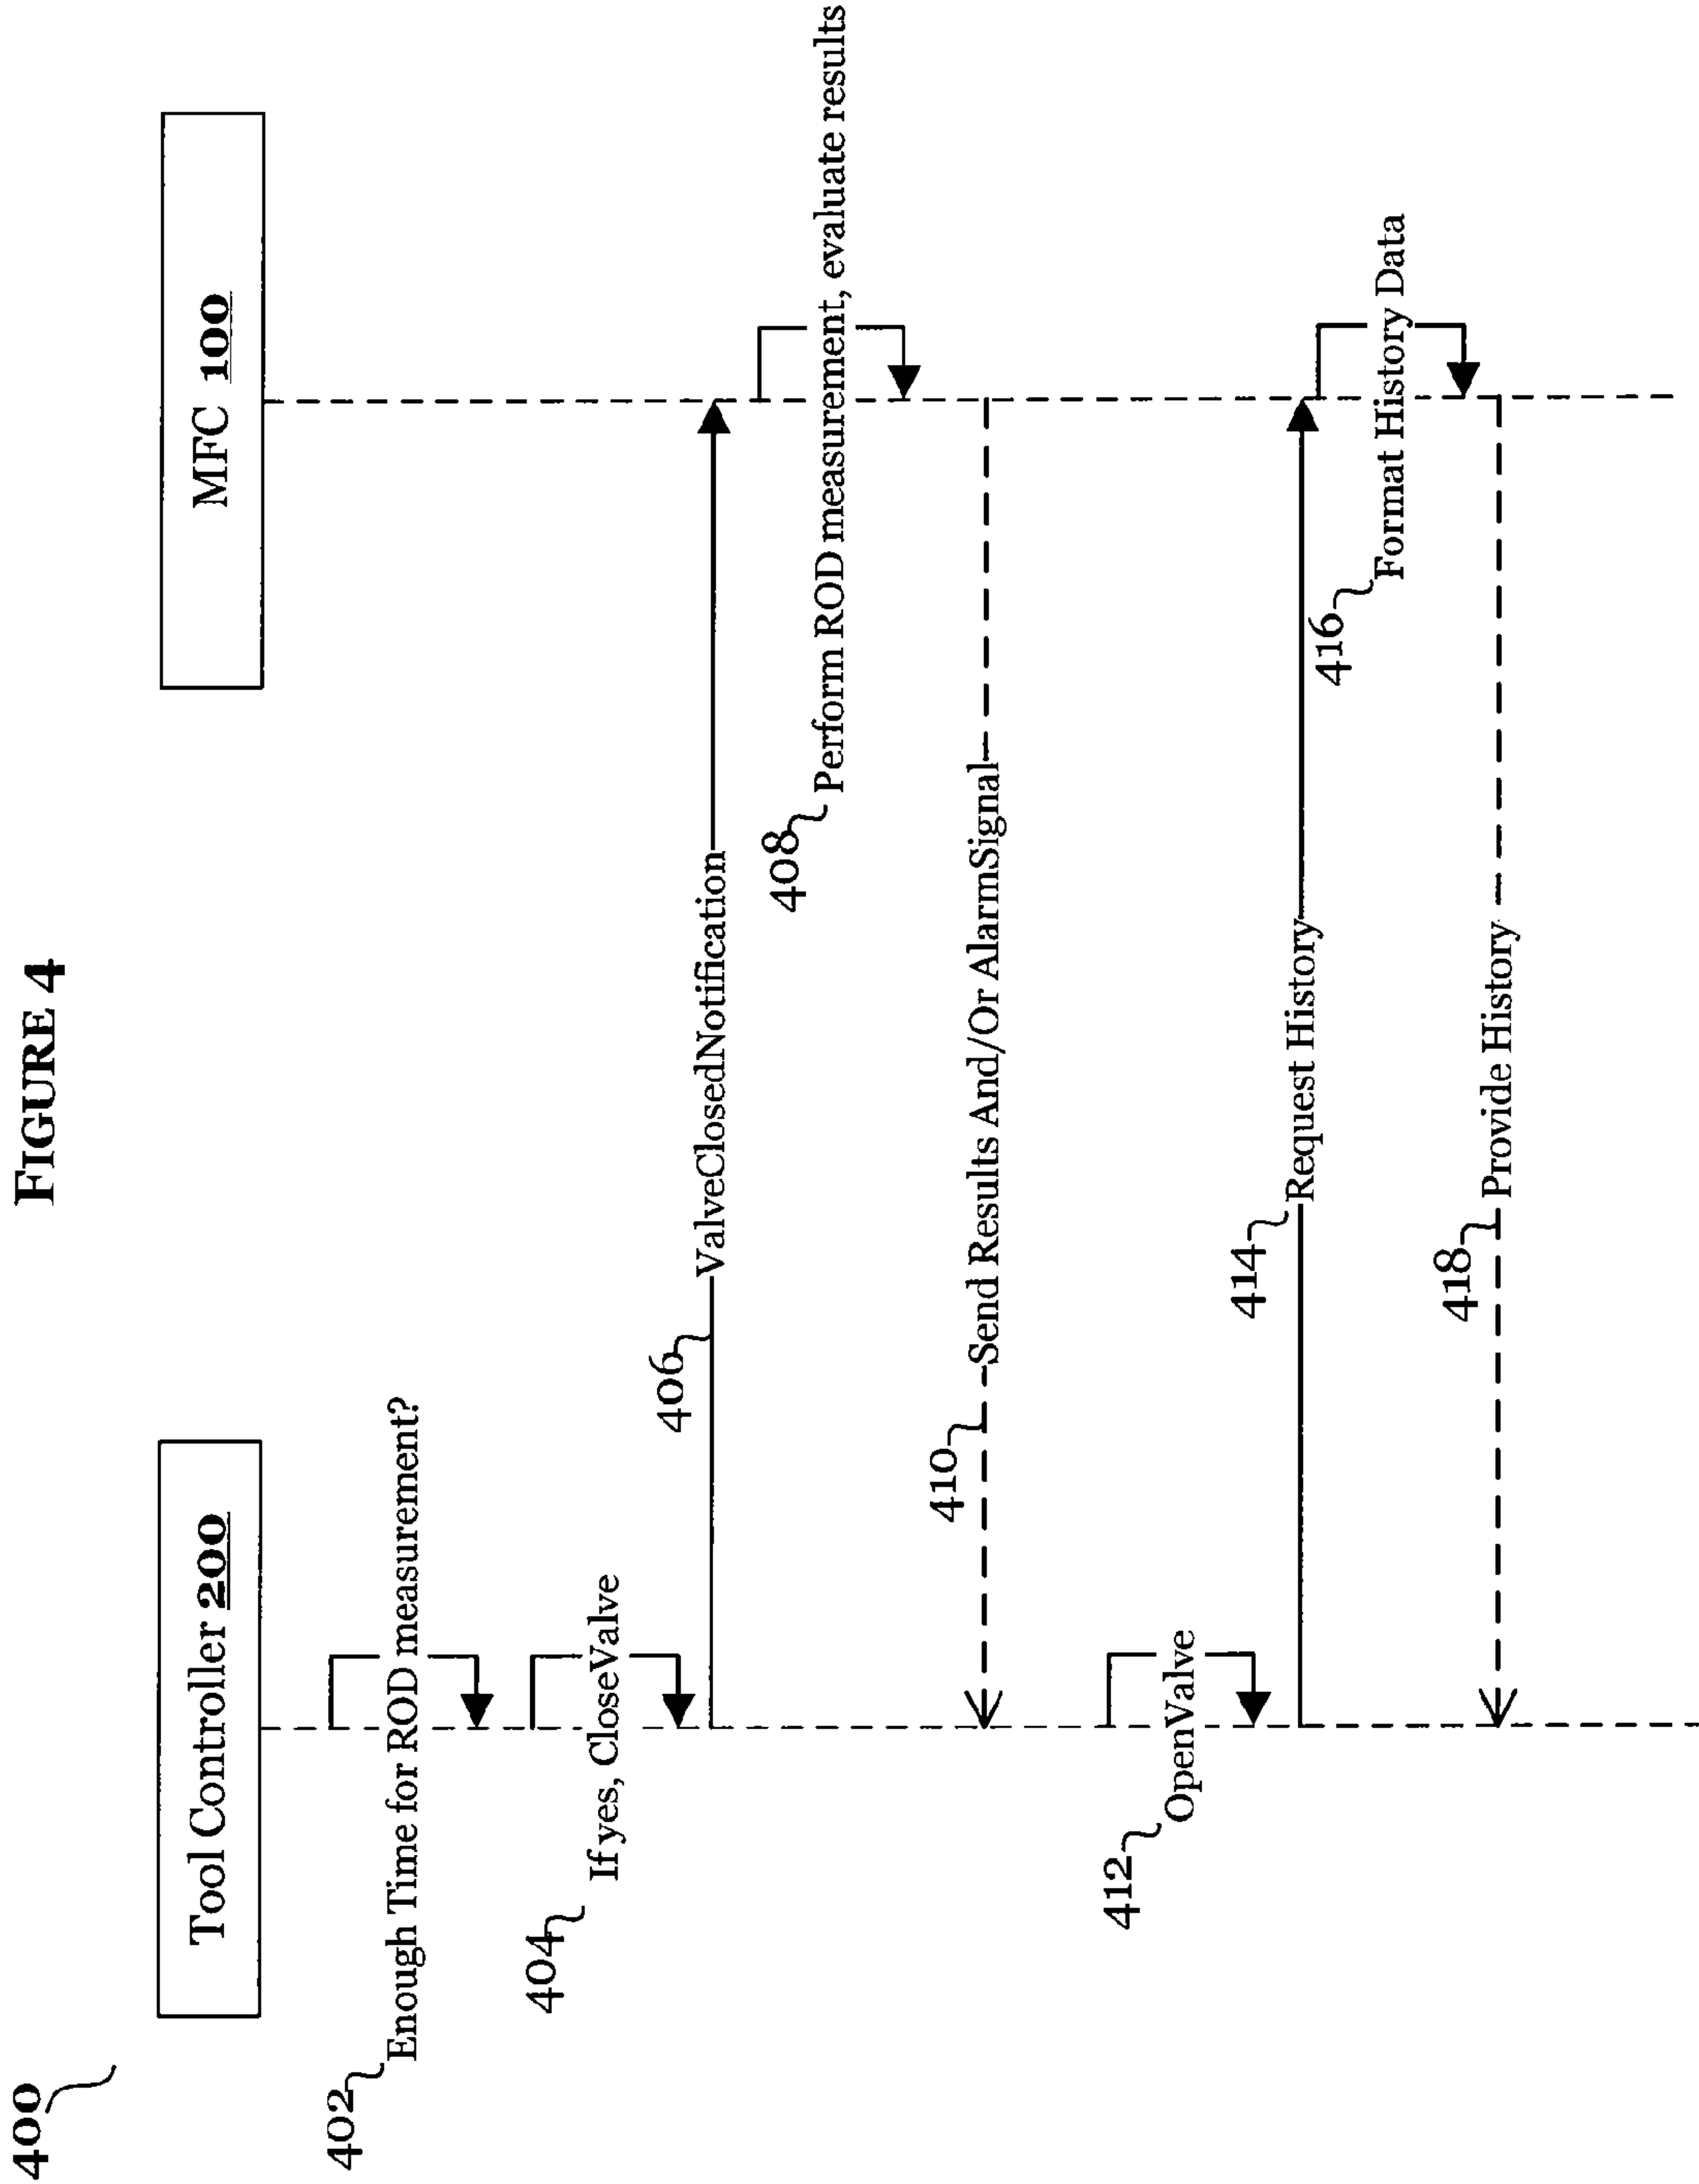 FIGURE 4
400
Tool Controller 200
MFC 100
402
Enough Time for ROD measurement?
404
If yes, CloseValve
406
ValveClosedNotification
408
Perform ROD measurement, evaluate results
410
Send Results And/Or AlarmSignal
412
OpenValve
414
Request History
416
Format History Data
418
Provide History